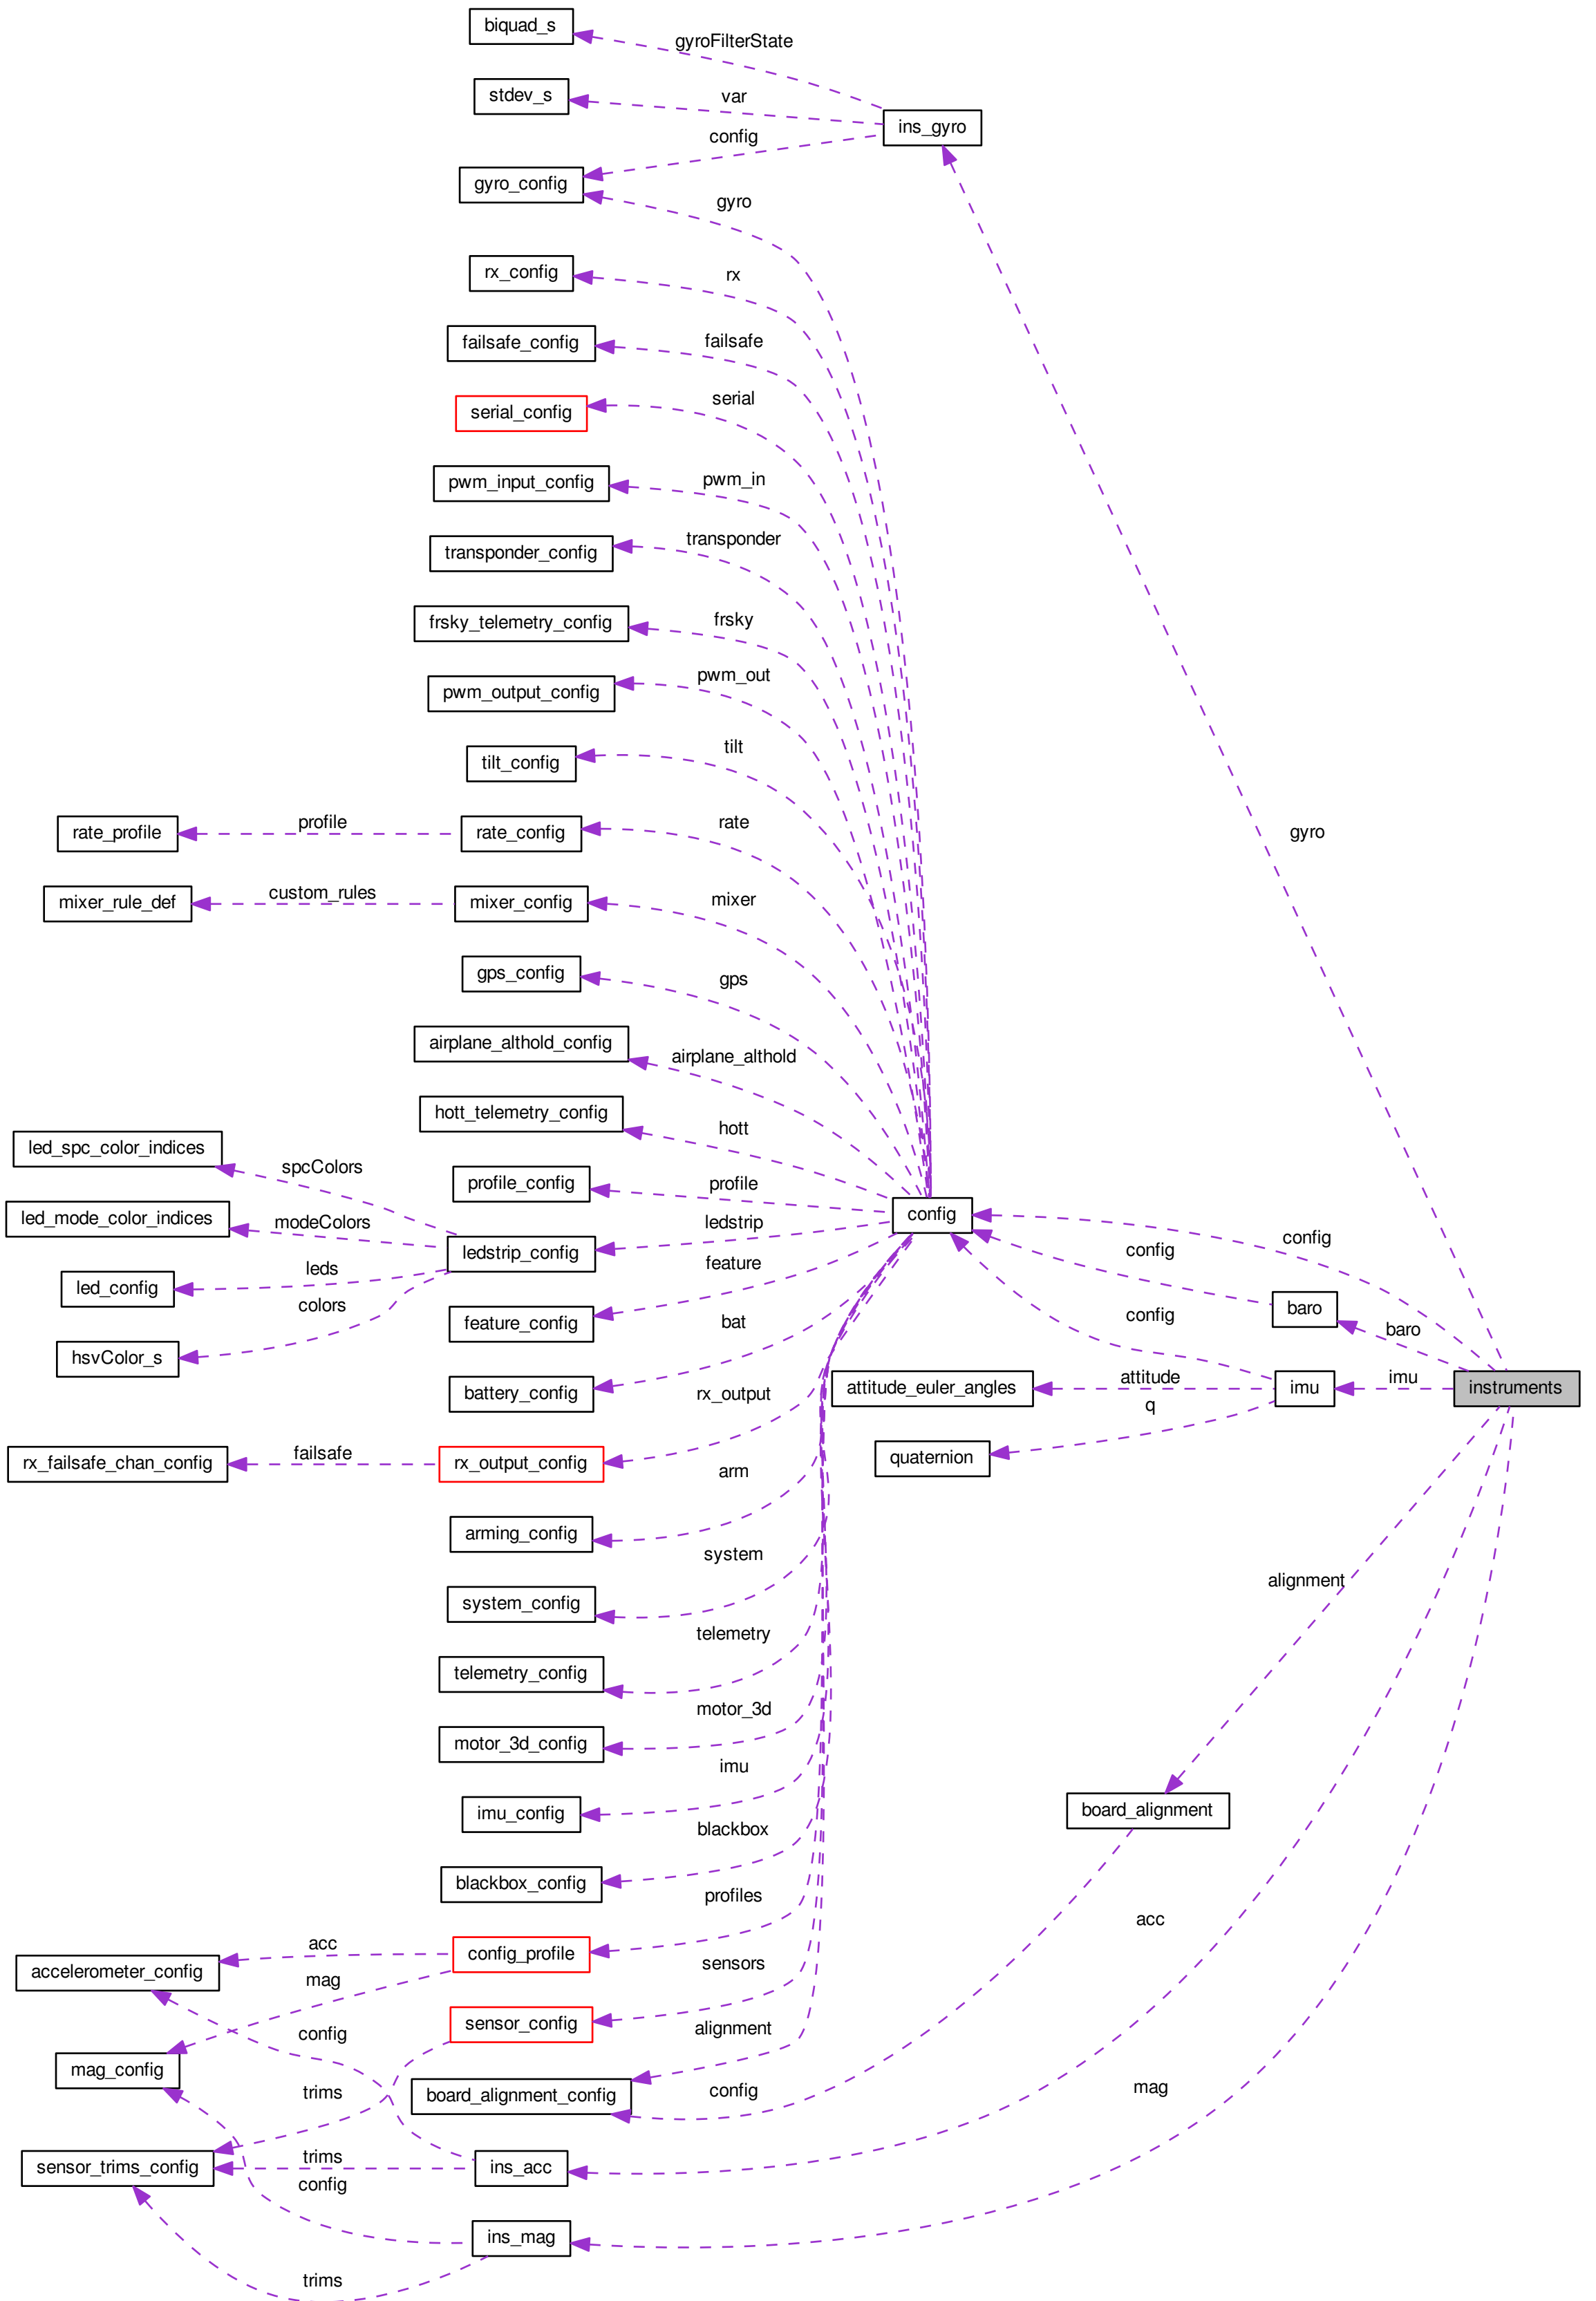 biquad_s
gyroFilterState
stdev_s
var
ins_gyro
config
gyro_config
gyro
rx_config
rx
failsafe_config
failsafe
serial_config
serial
pwm_input_config
pwm_in
transponder_config
transponder
frsky_telemetry_config
frsky
pwm_output_config
pwm_out
tilt_config
tilt
rate_profile
profile
rate_config
rate
gyro
mixer_rule_def
custom_rules
mixer_config
mixer
gps_config
gps
airplane_althold_config
airplane_althold
hott_telemetry_config
hott
led_spc_color_indices
spcColors
profile_config
profile
led_mode_color_indices
modeColors
ledstrip_config
ledstrip
config
config
config
led_config
leds
feature_config
feature
baro
baro
config
hsvColor_s
colors
battery_config
bat
attitude_euler_angles
attitude
q
imu
imu
instruments
rx_failsafe_chan_config
failsafe
rx_output_config
rx_output
quaternion
arming_config
arm
system_config
system
alignment
telemetry_config
telemetry
motor_3d_config
motor_3d
imu_config
imu
board_alignment
blackbox_config
blackbox
config_profile
profiles
accelerometer_config
acc
mag
acc
sensor_config
sensors
config
mag_config
alignment
board_alignment_config
config
trims
mag
sensor_trims_config
trims
config
ins_acc
ins_mag
trims